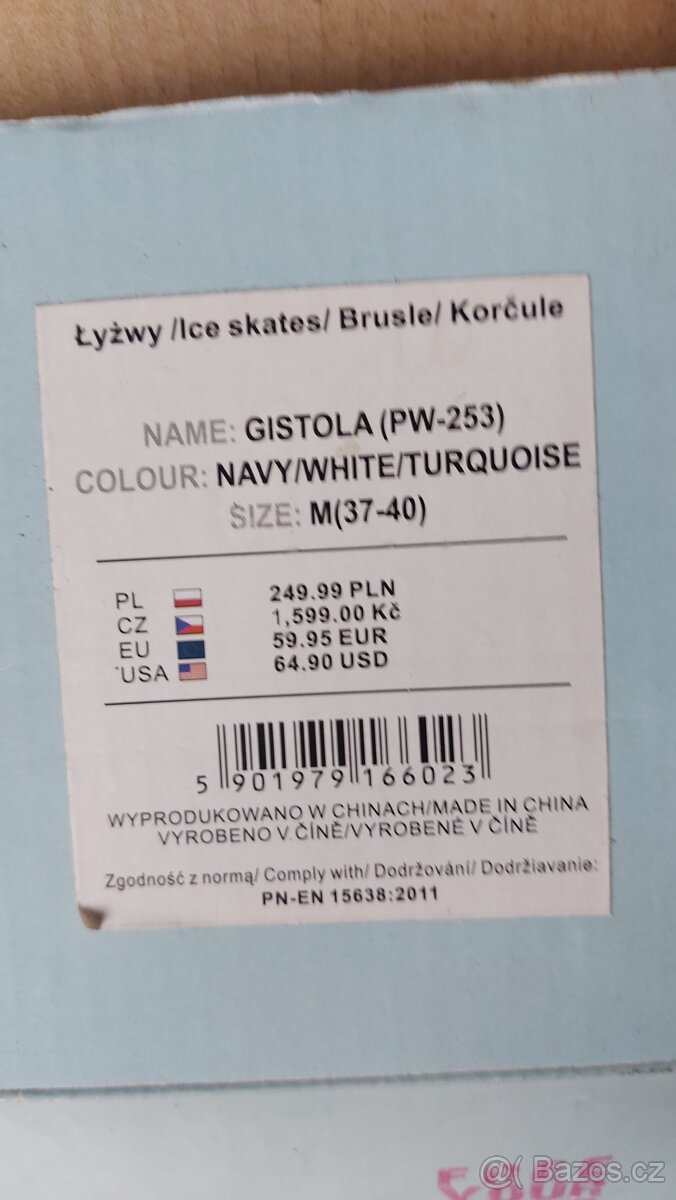 Łyżwy /Ice skates/ Brusle/ Korčule
NAME: GISTOLA (PW-253)
COLOUR: NAVY/WHITE/TURQUOISE
SIZE: M(37-40)
PL 249.99 PLN
CZ 1,599.00 Kč
EU 59.95 EUR
USA 64.90 USD
5 901979 166023
WYPRODUKOWANO W CHINACH/MADE IN CHINA
VYROBENO V ČÍNĚ/VYROBENÉ V ČÍNĚ
Zgodność z normą/ Comply with/ Dodržování/ Dodržiavanie:
PN-EN 15638:2011
@( Bazos.cz